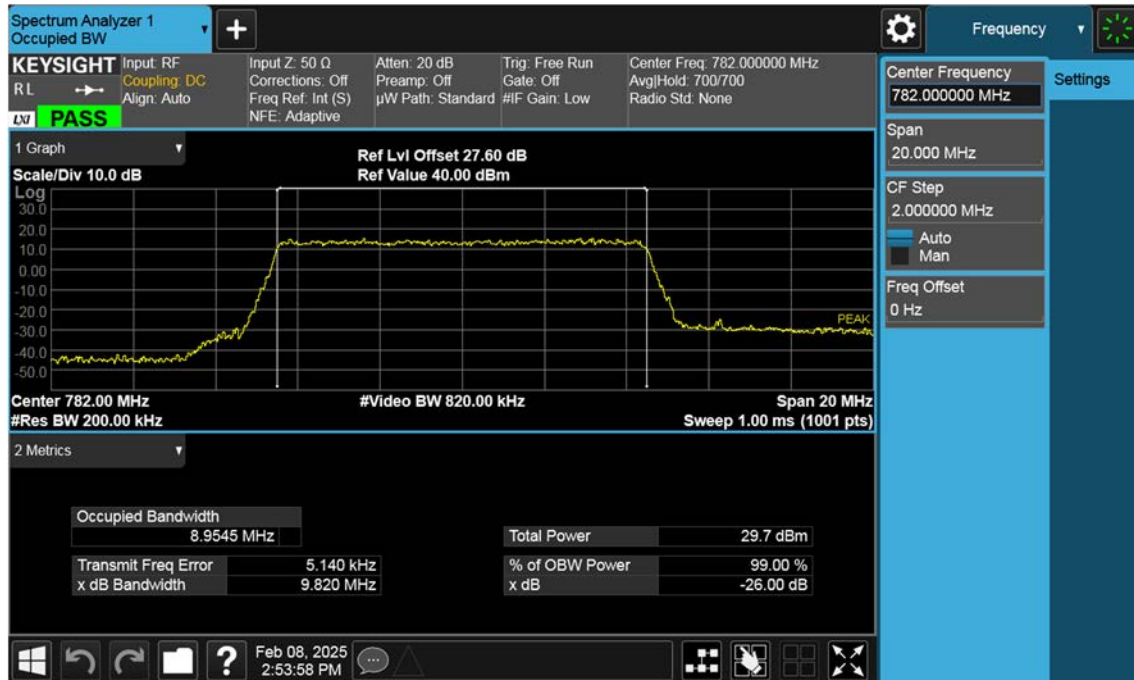 Spectrum Analyzer 1
Occupied BW
Frequency
KEYSIGHT
R L
LXI PASS
Input: RF
Coupling: DC
Align: Auto
Input Z: 50 Ω
Corrections: Off
Freq Ref: Int (S)
NFE: Adaptive
Atten: 20 dB
Preamp: Off
µW Path: Standard
Trig: Free Run
Gate: Off
#IF Gain: Low
Center Freq: 782.000000 MHz
Avg|Hold: 700/700
Radio Std: None
Center Frequency
782.000000 MHz
Settings
Span
20.000 MHz
CF Step
2.000000 MHz
Auto
Man
Freq Offset
0 Hz
1 Graph
Scale/Div 10.0 dB
Ref Lvl Offset 27.60 dB
Ref Value 40.00 dBm
Log
30.0
20.0
10.0
0.00
-10.0
-20.0
-30.0
-40.0
-50.0
PEAK
Center 782.00 MHz #Video BW 820.00 kHz Span 20 MHz
#Res BW 200.00 kHz Sweep 1.00 ms (1001 pts)
2 Metrics
Occupied Bandwidth
8.9545 MHz
Total Power 29.7 dBm
Transmit Freq Error 5.140 kHz % of OBW Power 99.00 %
x dB Bandwidth 9.820 MHz x dB -26.00 dB
?
Feb 08, 2025
2:53:58 PM